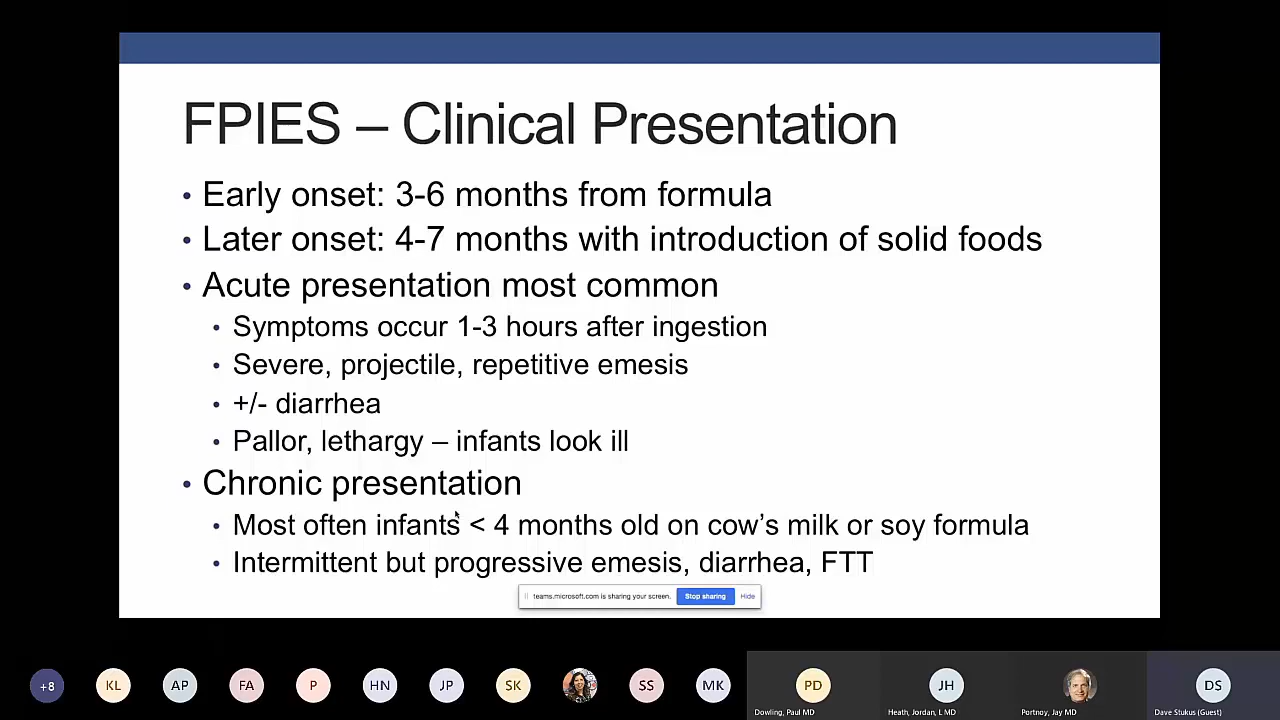 FPIES – Clinical Presentation
• Early onset: 3-6 months from formula
• Later onset: 4-7 months with introduction of solid foods
• Acute presentation most common
• Symptoms occur 1-3 hours after ingestion
• Severe, projectile, repetitive emesis
• +/- diarrhea
• Pallor, lethargy – infants look ill
• Chronic presentation
• Most often infants < 4 months old on cow’s milk or soy formula
• Intermittent but progressive emesis, diarrhea, FTT
teams.microsoft.com is sharing your screen. Stop sharing Hide
+8 KL AP FA P HN JP SK SS MK PD JH DS
Dowling, Paul MD Heath, Jordan, L MD Portnoy, Jay MD Dave Stukus (Guest)